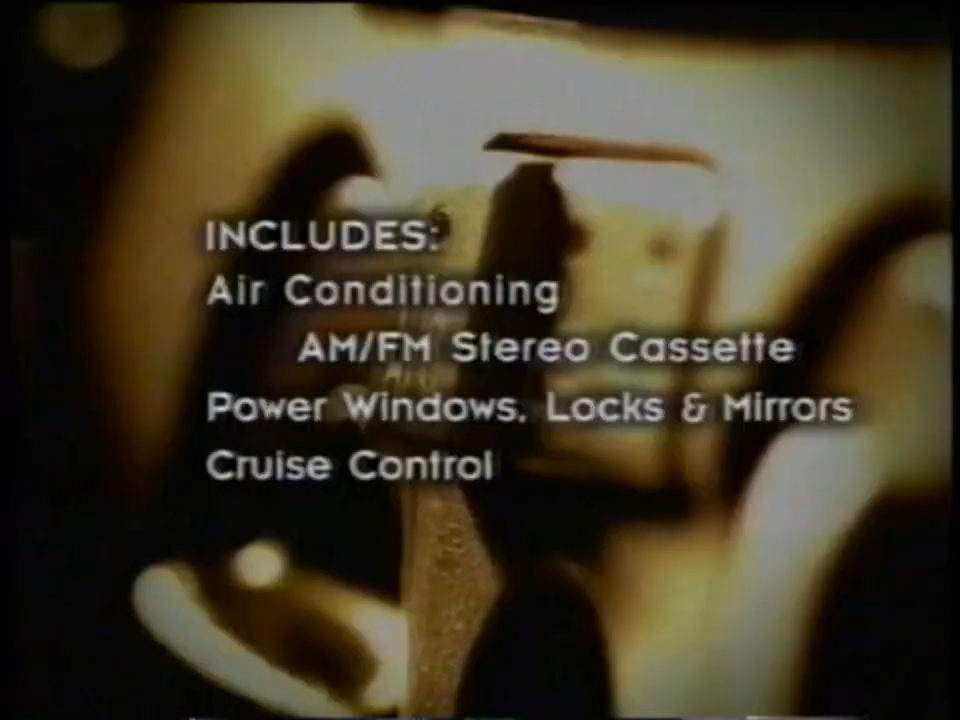 INCLUDES:
Air Conditioning
AM/FM Stereo Cassette
Power Windows, Locks & Mirrors
Cruise Control